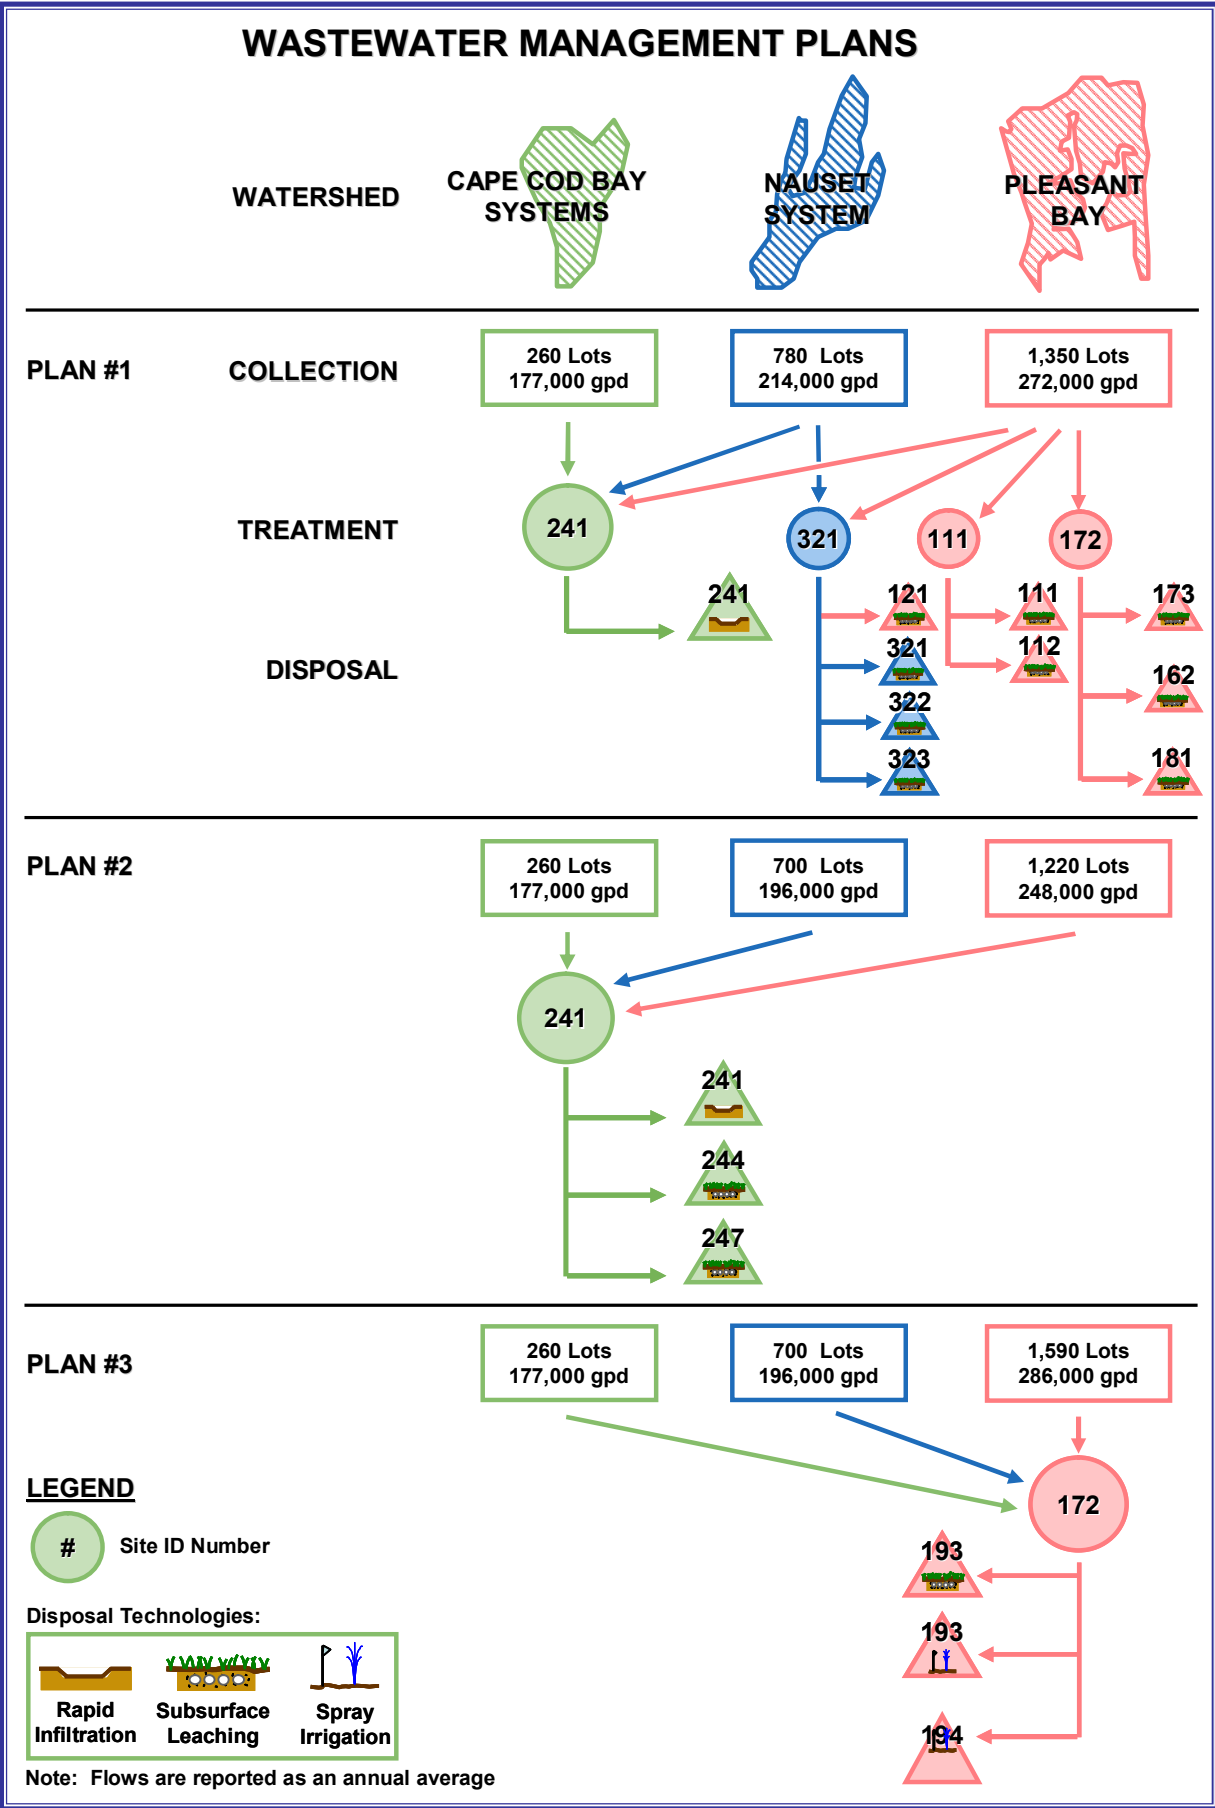 WASTEWATER MANAGEMENT PLANS
WATERSHED
CAPE COD BAY
SYSTEMS
NAUSET
SYSTEM
PLEASANT
BAY
PLAN #1
COLLECTION
260 Lots
177,000 gpd
780 Lots
214,000 gpd
1,350 Lots
272,000 gpd
TREATMENT
241
321
111
172
DISPOSAL
241
121
321
322
323
111
112
173
162
181
PLAN #2
260 Lots
177,000 gpd
700 Lots
196,000 gpd
1,220 Lots
248,000 gpd
241
241
244
247
PLAN #3
260 Lots
177,000 gpd
700 Lots
196,000 gpd
1,590 Lots
286,000 gpd
172
193
193
194
LEGEND
#
Site ID Number
Disposal Technologies:
Rapid
Infiltration
Subsurface
Leaching
Spray
Irrigation
Note: Flows are reported as an annual average